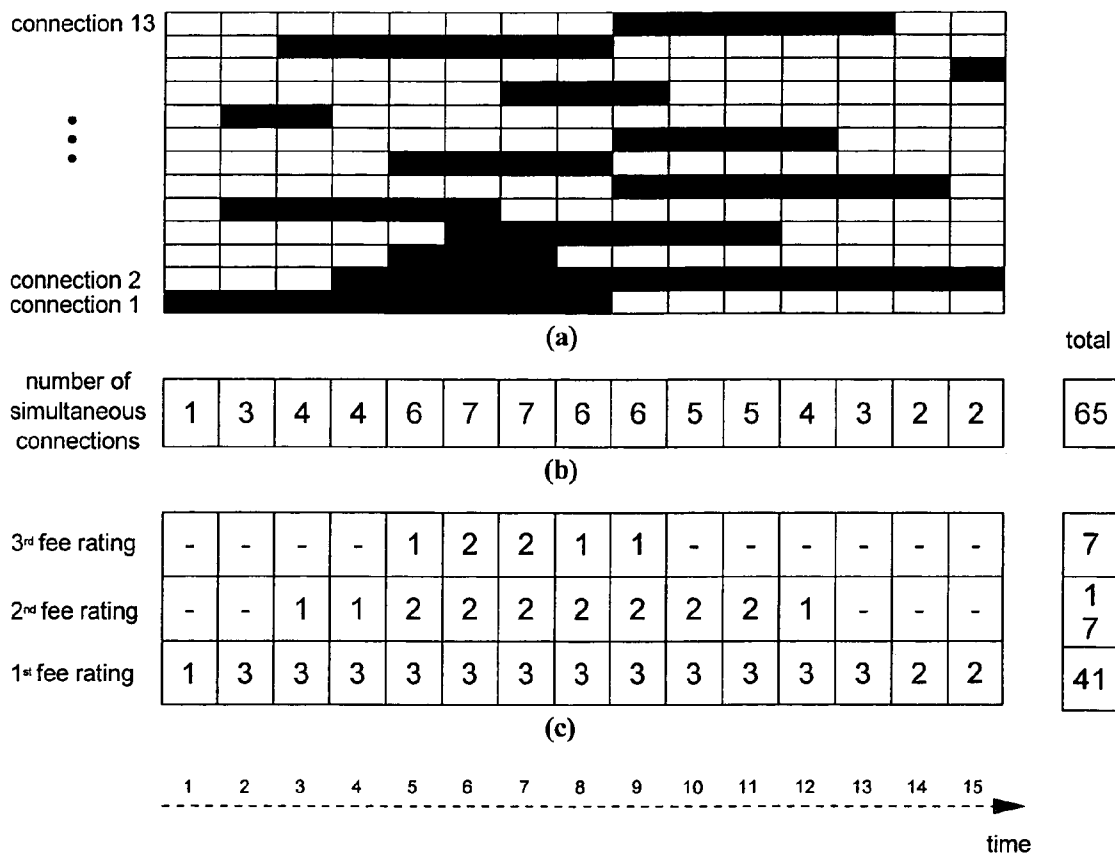 connection 13
connection 2
connection 1
(a)
total
number of
simultaneous
connections
1 3 4 4 6 7 7 6 6 5 5 4 3 2 2 65
(b)
3rd fee rating - - - - 1 2 2 1 1 - - - - - - 7
2nd fee rating - - 1 1 2 2 2 2 2 2 2 1 - - - 1
7
1st fee rating 1 3 3 3 3 3 3 3 3 3 3 3 3 2 2 41
(c)
1 2 3 4 5 6 7 8 9 10 11 12 13 14 15
time